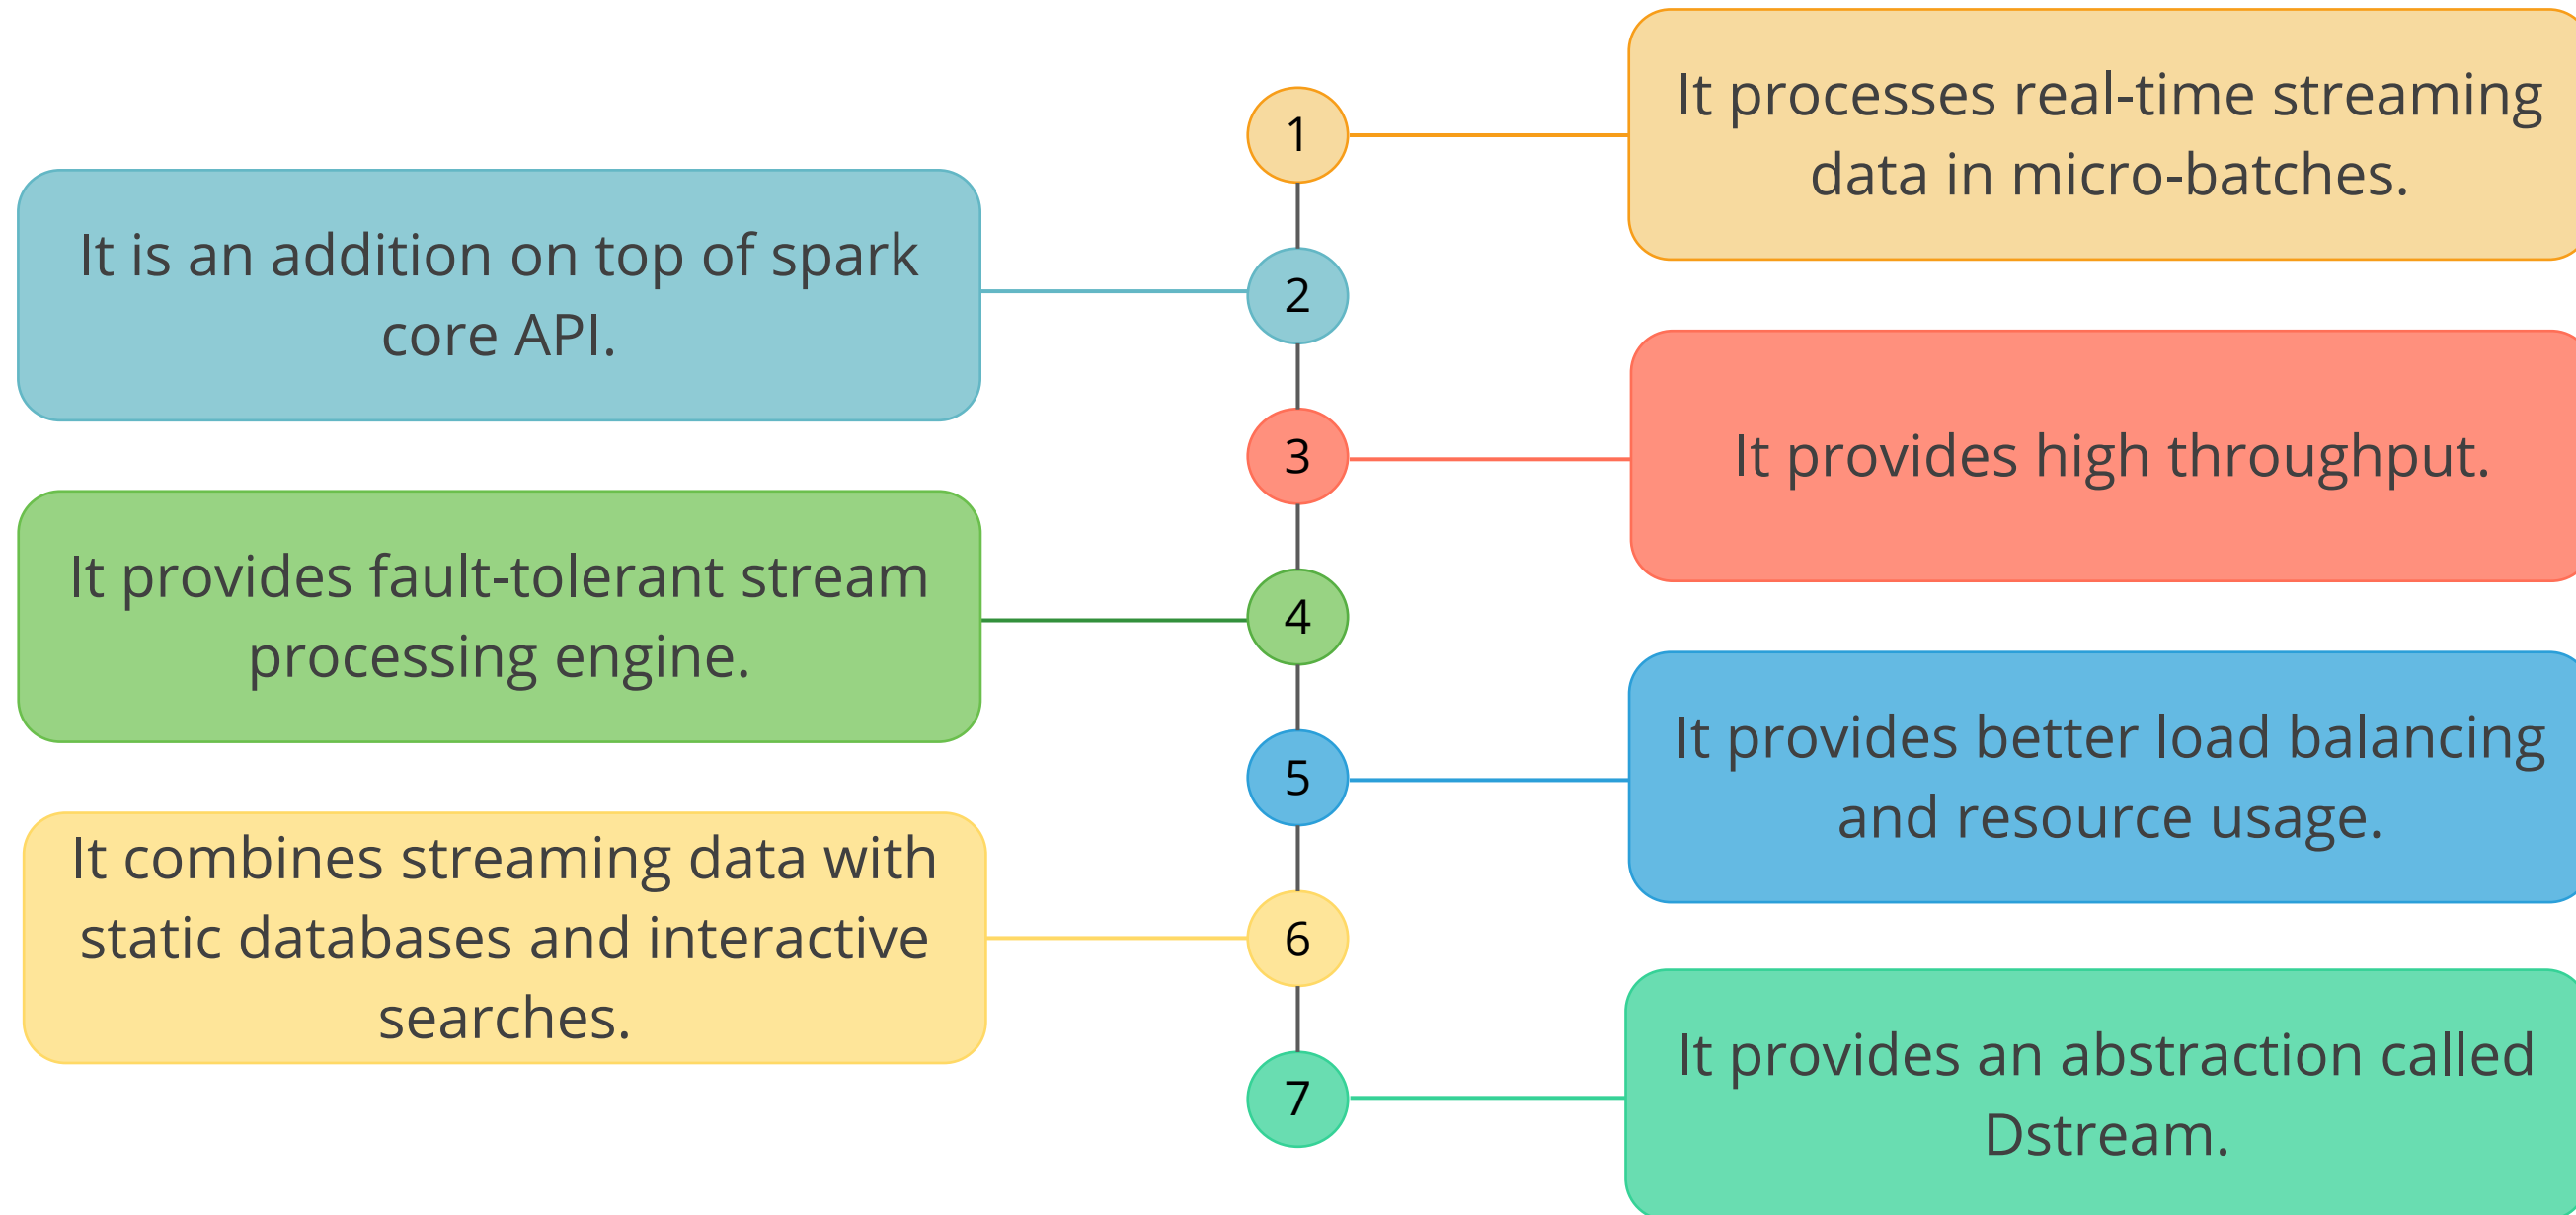 1
It processes real-time streaming
data in micro-batches.
2
It is an addition on top of spark
core API.
3
It provides high throughput.
4
It provides fault-tolerant stream
processing engine.
5
It provides better load balancing
and resource usage.
6
It combines streaming data with
static databases and interactive
searches.
7
It provides an abstraction called
Dstream.